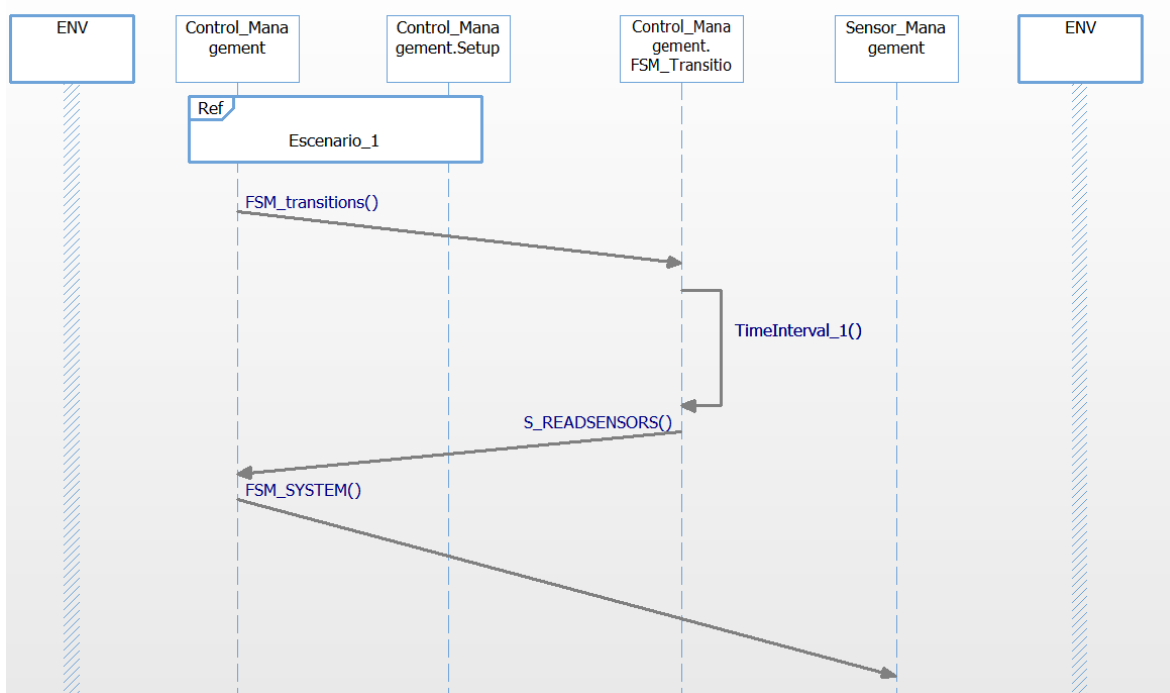 ENV
Control_Mana
gement
Control_Mana
gement.Setup
Control_Mana
gement.
FSM_Transitio
Sensor_Mana
gement
ENV
Ref
Escenario_1
FSM_transitions()
TimeInterval_1()
S_READSENSORS()
FSM_SYSTEM()